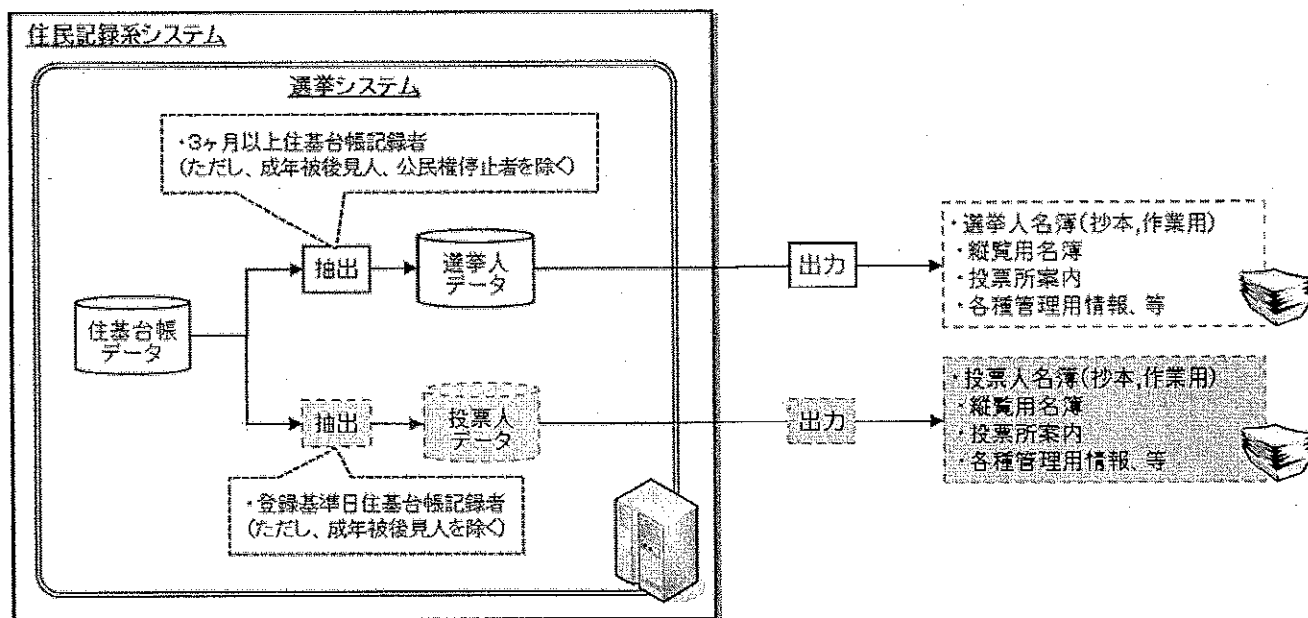 住民記録系システム
選挙システム
・3ヶ月以上住基台帳記録者
(ただし、成年被後見人、公民権停止者を除く)
抽出
選挙人
データ
出力
・選挙人名簿(抄本,作業用)
・縦覧用名簿
・投票所案内
・各種管理用情報、等
住基台帳
データ
抽出
投票人
データ
出力
・投票人名簿(抄本,作業用)
・縦覧用名簿
・投票所案内
・各種管理用情報、等
・登録基準日住基台帳記録者
(ただし、成年被後見人を除く)